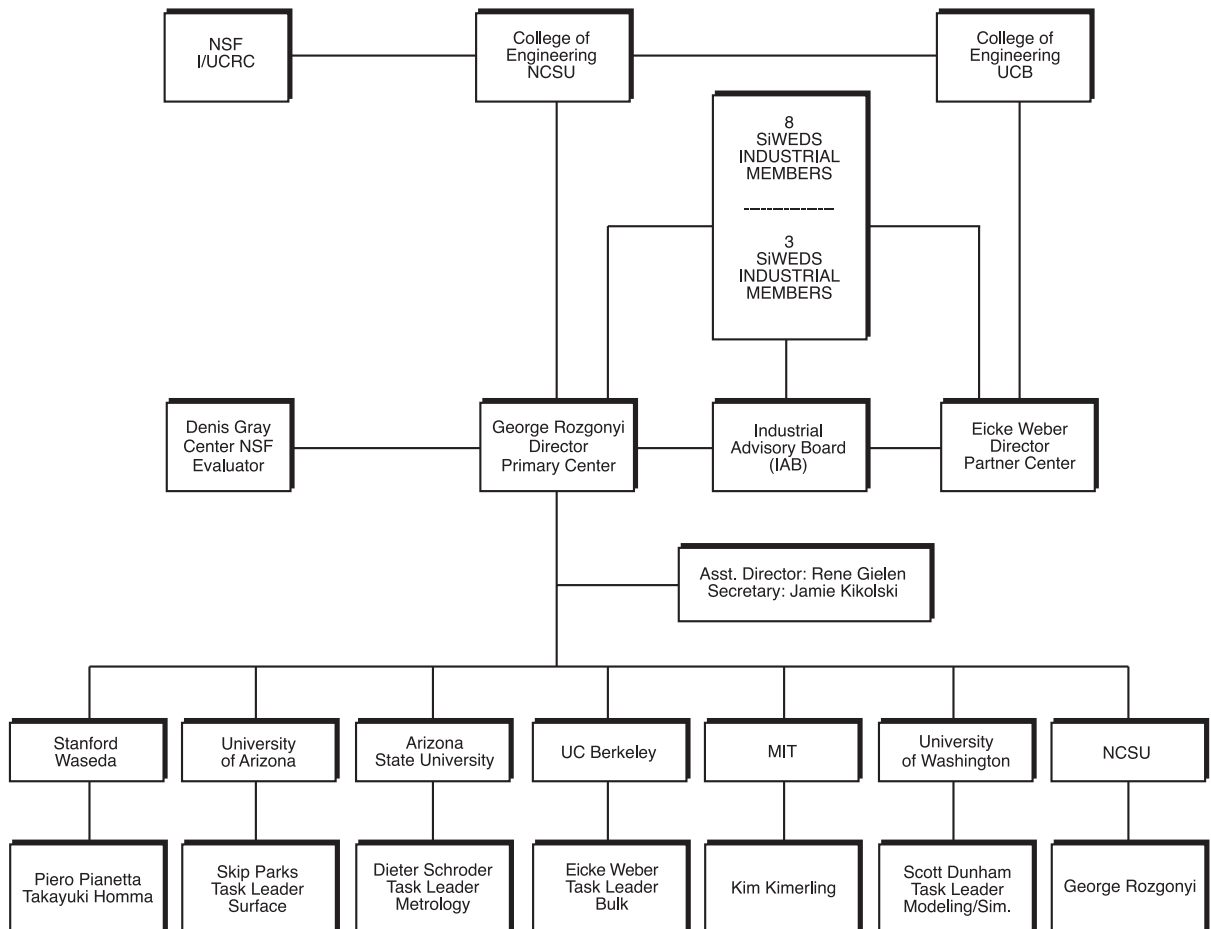 NSF
I/UCRC
College of
Engineering
NCSU
College of
Engineering
UCB
8
SiWEDS
INDUSTRIAL
MEMBERS
----------------
3
SiWEDS
INDUSTRIAL
MEMBERS
Denis Gray
Center NSF
Evaluator
George Rozgonyi
Director
Primary Center
Industrial
Advisory Board
(IAB)
Eicke Weber
Director
Partner Center
Asst. Director: Rene Gielen
Secretary: Jamie Kikolski
Stanford
Waseda
University
of Arizona
Arizona
State University
UC Berkeley
MIT
University
of Washington
NCSU
Piero Pianetta
Takayuki Homma
Skip Parks
Task Leader
Surface
Dieter Schroder
Task Leader
Metrology
Eicke Weber
Task Leader
Bulk
Kim Kimerling
Scott Dunham
Task Leader
Modeling/Sim.
George Rozgonyi